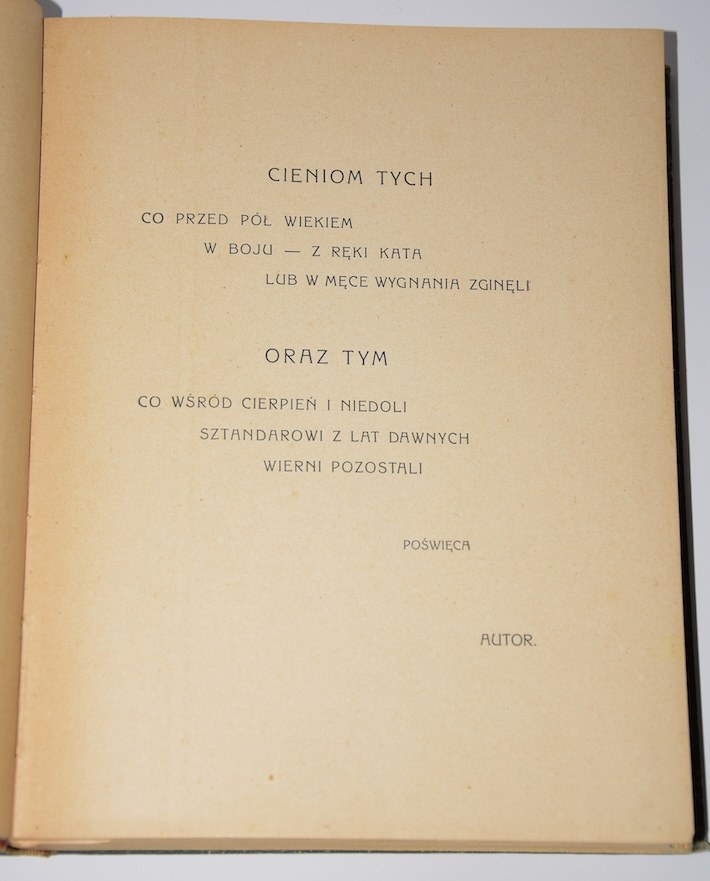 CIENIOM TYCH
CO PRZED PÓŁ WIEKIEM
W BOJU — Z RĘKI KATA
LUB W MĘCE WYGNANIA ZGINĘLI
ORAZ TYM
CO WŚRÓD CIERPIEŃ I NIEDOLI
SZTANDAROWI Z LAT DAWNYCH
WIERNI POZOSTALI
POŚWIĘCA
AUTOR.